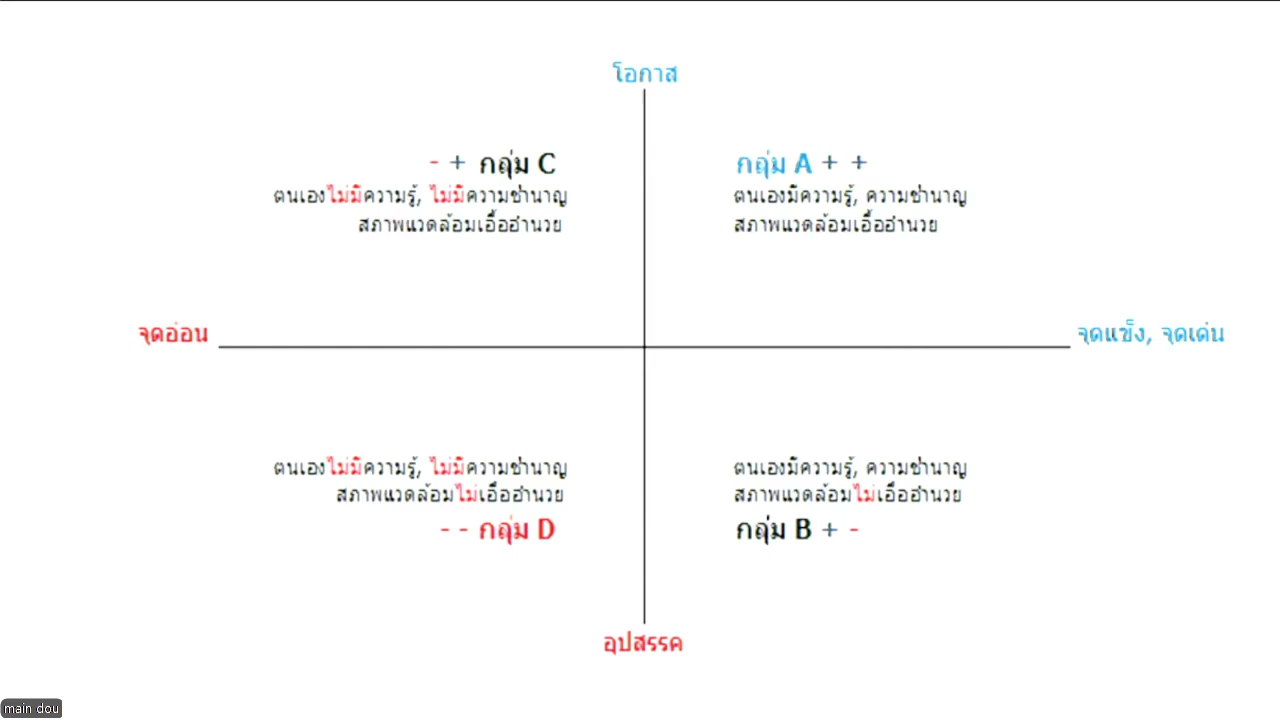 โอกาส
- + กลุ่ม C
ตนเองไม่มีความรู้, ไม่มีความชำนาญ
สภาพแวดล้อมเอื้ออำนวย
กลุ่ม A + +
ตนเองมีความรู้, ความชำนาญ
สภาพแวดล้อมเอื้ออำนวย
จุดอ่อน
จุดแข็ง, จุดเด่น
ตนเองไม่มีความรู้, ไม่มีความชำนาญ
สภาพแวดล้อมไม่เอื้ออำนวย
- - กลุ่ม D
ตนเองมีความรู้, ความชำนาญ
สภาพแวดล้อมไม่เอื้ออำนวย
กลุ่ม B + -
อุปสรรค
main dou